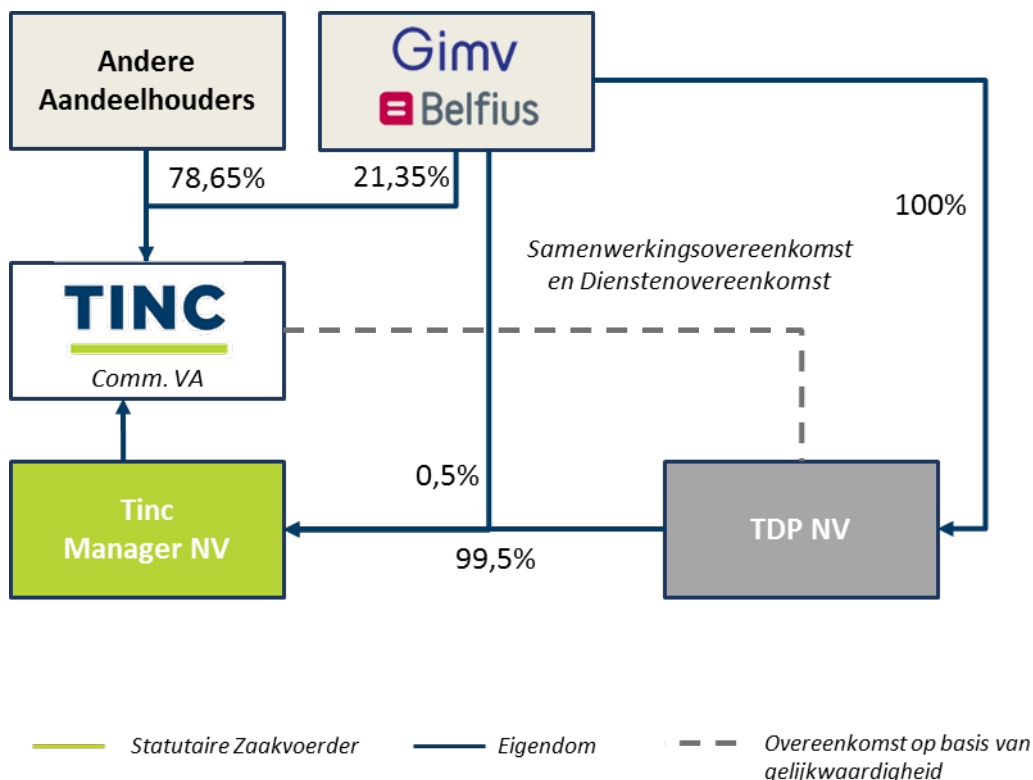 Andere
Aandeelhouders
Gimv
Belfius
78,65%
21,35%
100%
Samenwerkingsovereenkomst
en Dienstenovereenkomst
TINC
Comm. VA
0,5%
Tinc
Manager NV
TDP NV
99,5%
Statutaire Zaakvoerder
Eigendom
Overeenkomst op basis van
gelijkwaardigheid